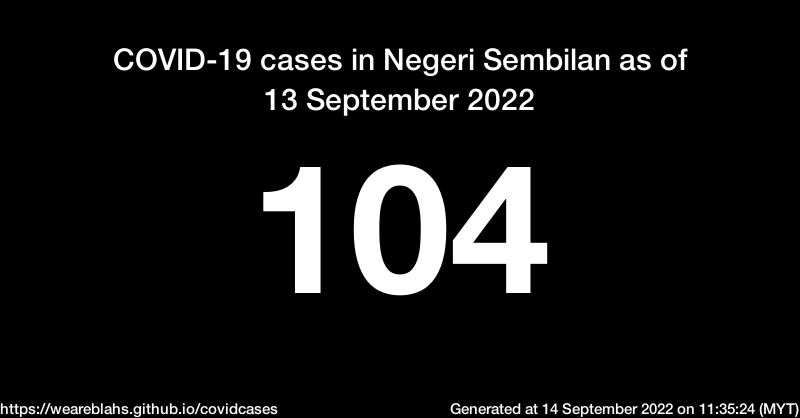 COVID-19 cases in Negeri Sembilan as of
13 September 2022
104
https://weareblahs.github.io/covidcases
Generated at 14 September 2022 on 11:35:24 (MYT)